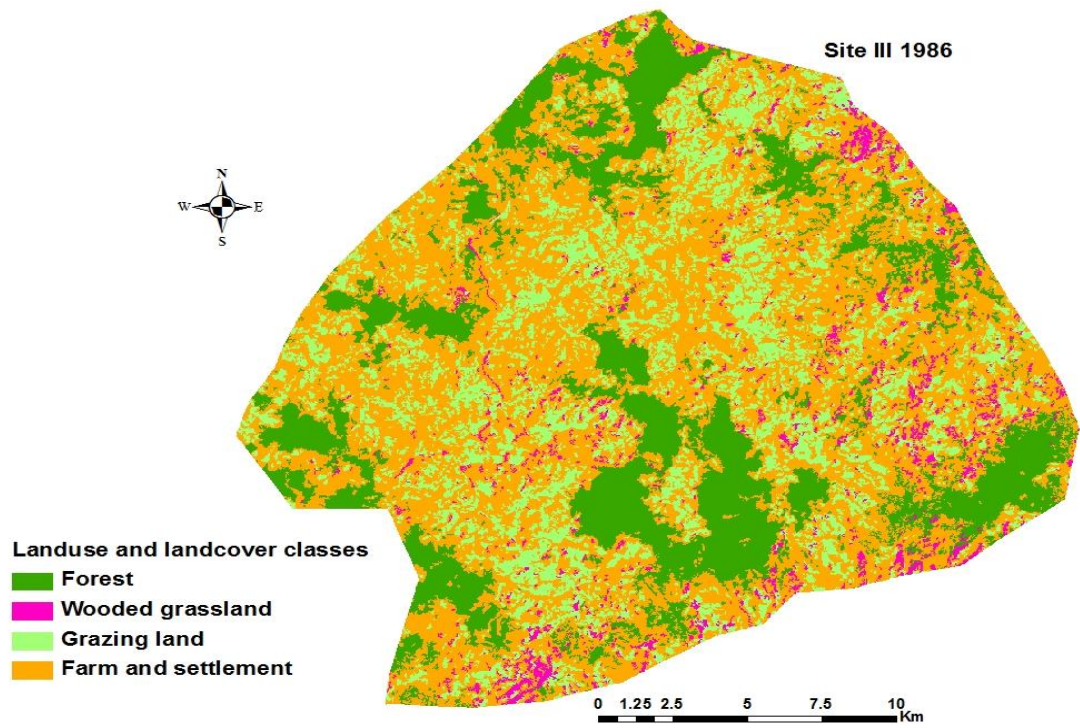 Site III 1986
N
W E
S
Landuse and landcover classes
Forest
Wooded grassland
Grazing land
Farm and settlement
0 1.25 2.5 5 7.5 10
Km